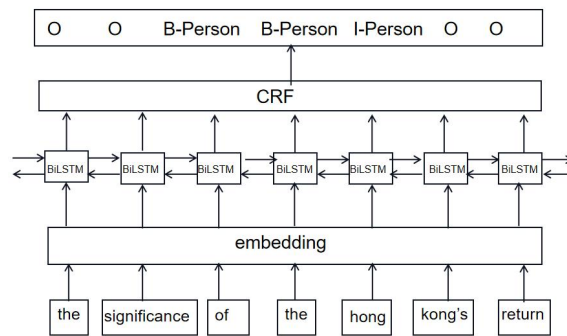 O O B-Person B-Person I-Person O O
CRF
BiLSTM BiLSTM BiLSTM BiLSTM BiLSTM BiLSTM BiLSTM
embedding
the significance of the hong kong's return